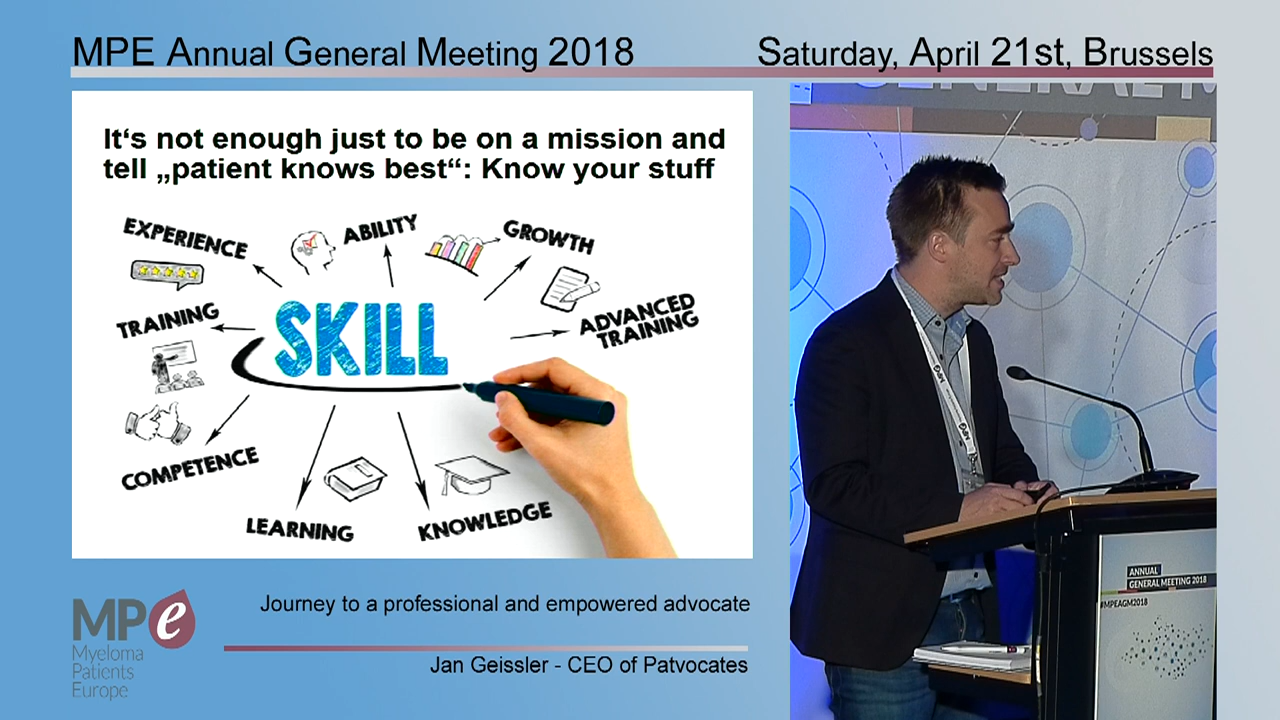 MPE Annual General Meeting 2018
Saturday, April 21st, Brussels
It‘s not enough just to be on a mission and
tell „patient knows best“: Know your stuff
EXPERIENCE
ABILITY
GROWTH
TRAINING
SKILL
ADVANCED
TRAINING
COMPETENCE
LEARNING
KNOWLEDGE
MPe
Myeloma
Patients
Europe
Journey to a professional and empowered advocate
Jan Geissler - CEO of Patvocates
ANNUAL
GENERAL MEETING 2018
#MPEAGM2018